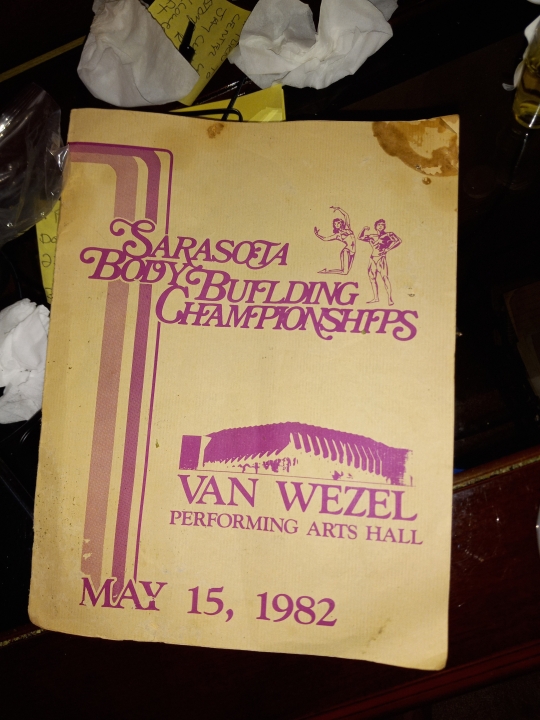 SARASOTA
BODY BUILDING
CHAMPIONSHIPS
VAN WEZEL
PERFORMING ARTS HALL
MAY 15, 1982